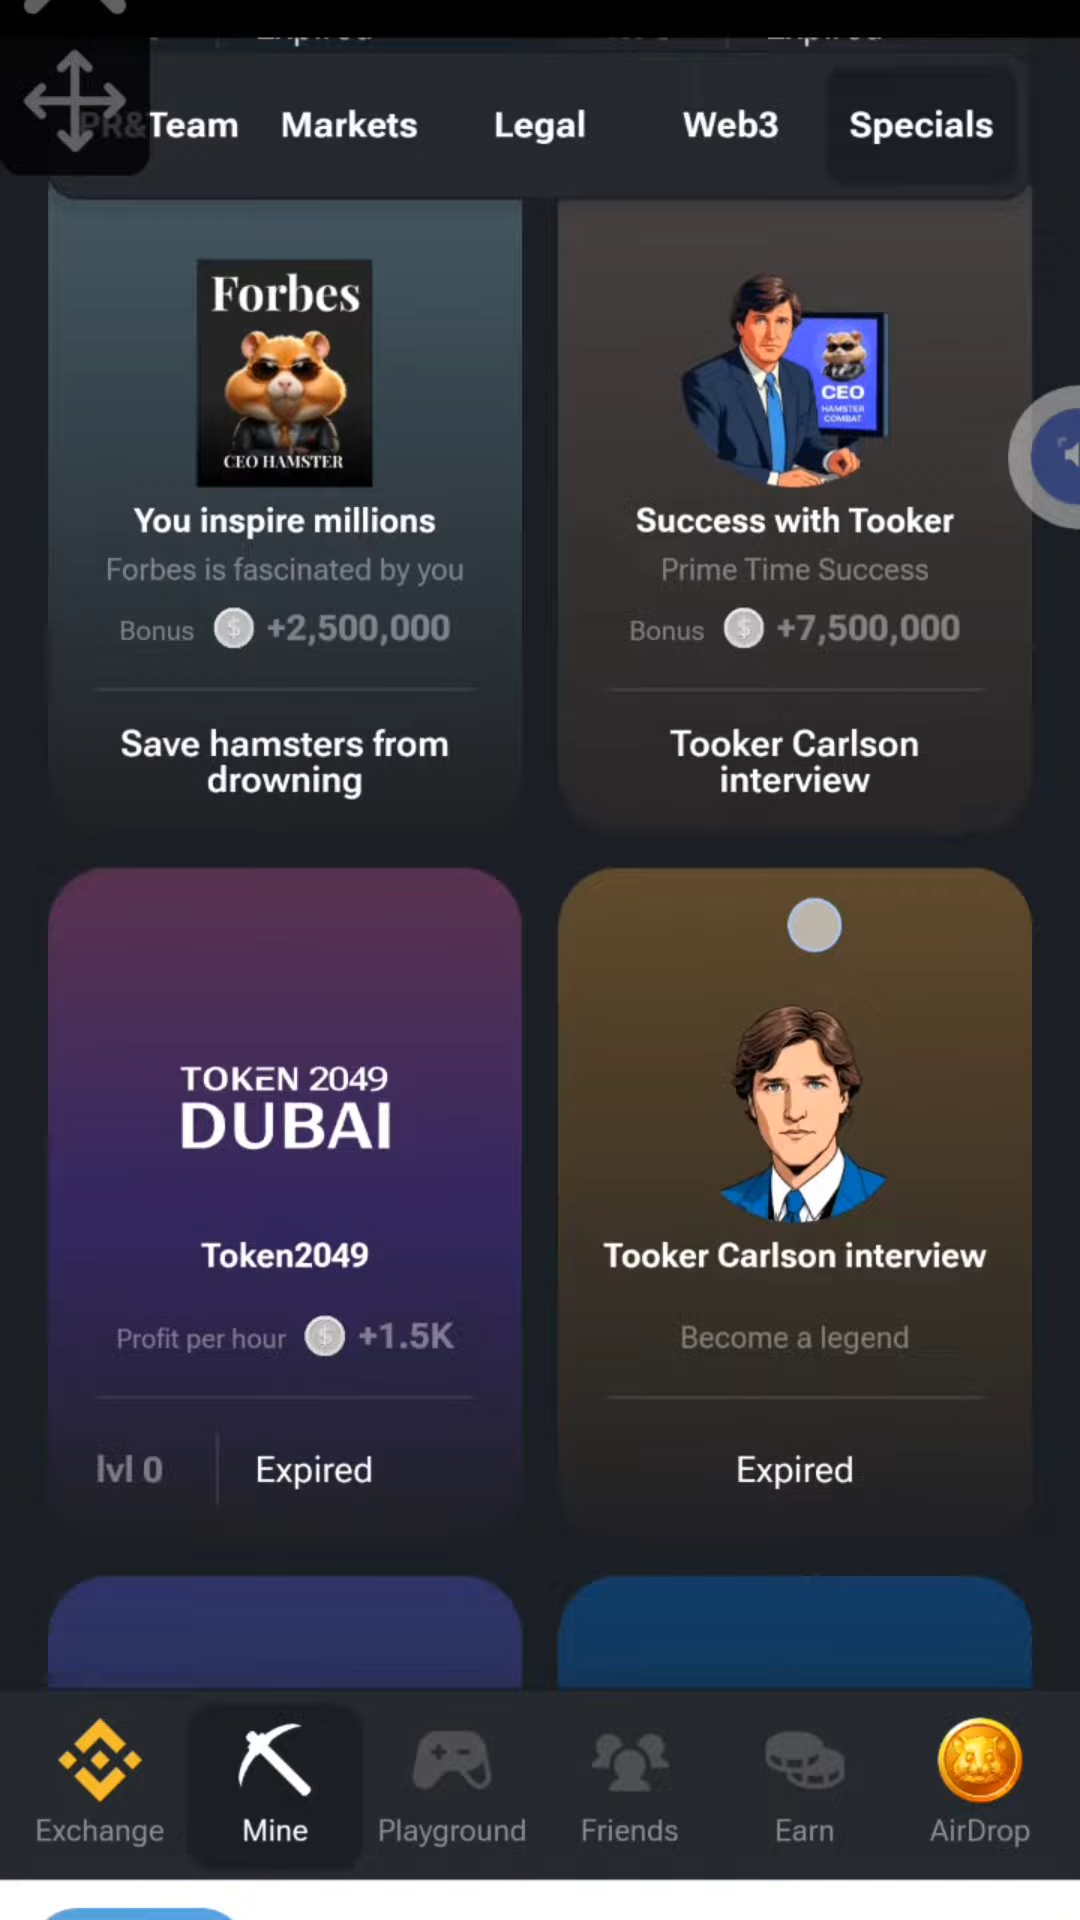 PR&Team Markets Legal Web3 Specials
Forbes
CEO HAMSTER
You inspire millions
Forbes is fascinated by you
Bonus $ +2,500,000
Save hamsters from
drowning
CEO
HAMSTER
COMBAT
Success with Tooker
Prime Time Success
Bonus $ +7,500,000
Tooker Carlson
interview
TOKEN 2049
DUBAI
Token2049
Profit per hour $ +1.5K
lvl 0 Expired
Tooker Carlson interview
Become a legend
Expired
Exchange Mine Playground Friends Earn AirDrop